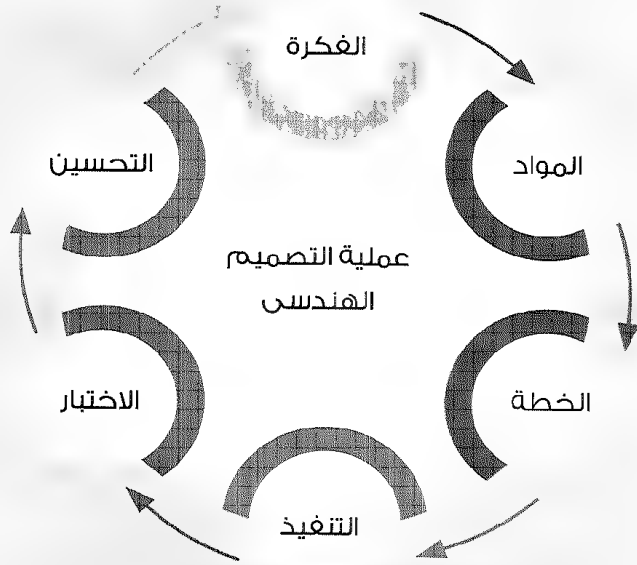 الفكرة
المواد
الخطة
التنفيذ
الاختبار
التحسين
عملية التصميم
الهندسى